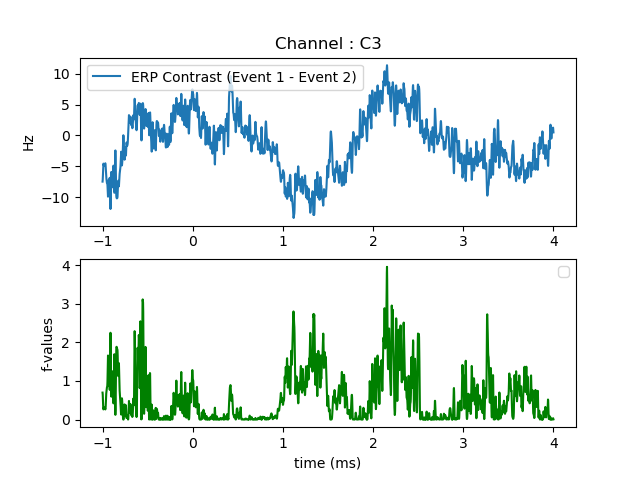 Channel : C3
ERP Contrast (Event 1 - Event 2)
Hz
10
5
0
−5
−10
−1 0 1 2 3 4
f-values
4
3
2
1
0
−1 0 1 2 3 4
time (ms)